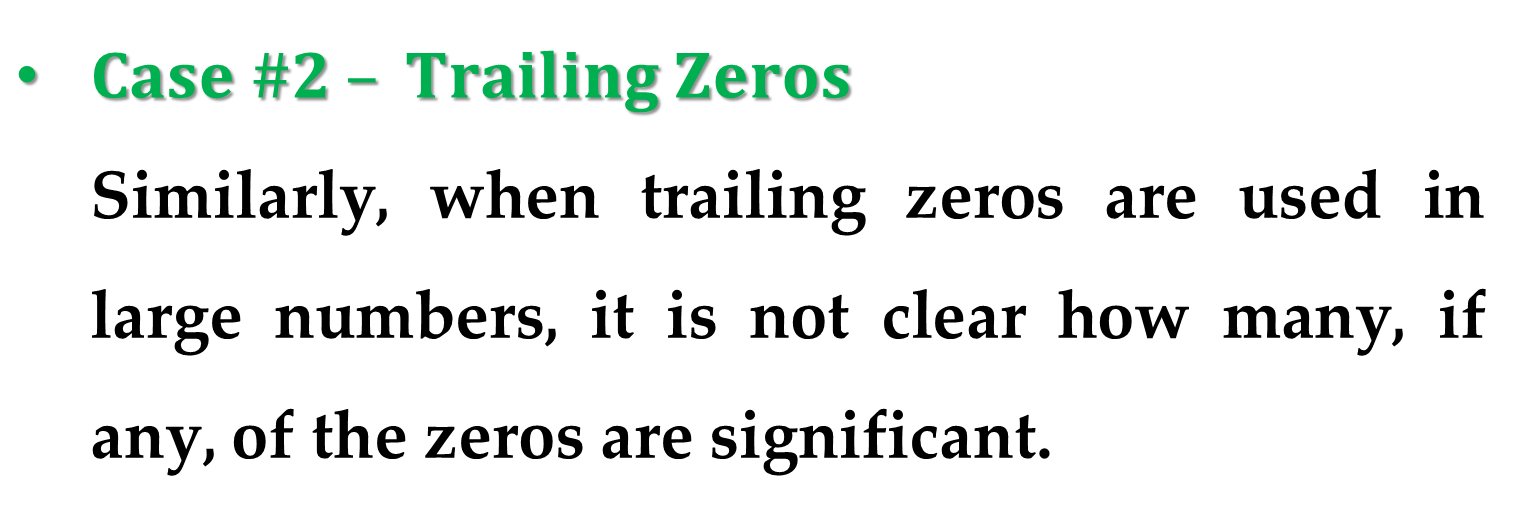 • Case #2 – Trailing Zeros
Similarly, when trailing zeros are used in
large numbers, it is not clear how many, if
any, of the zeros are significant.